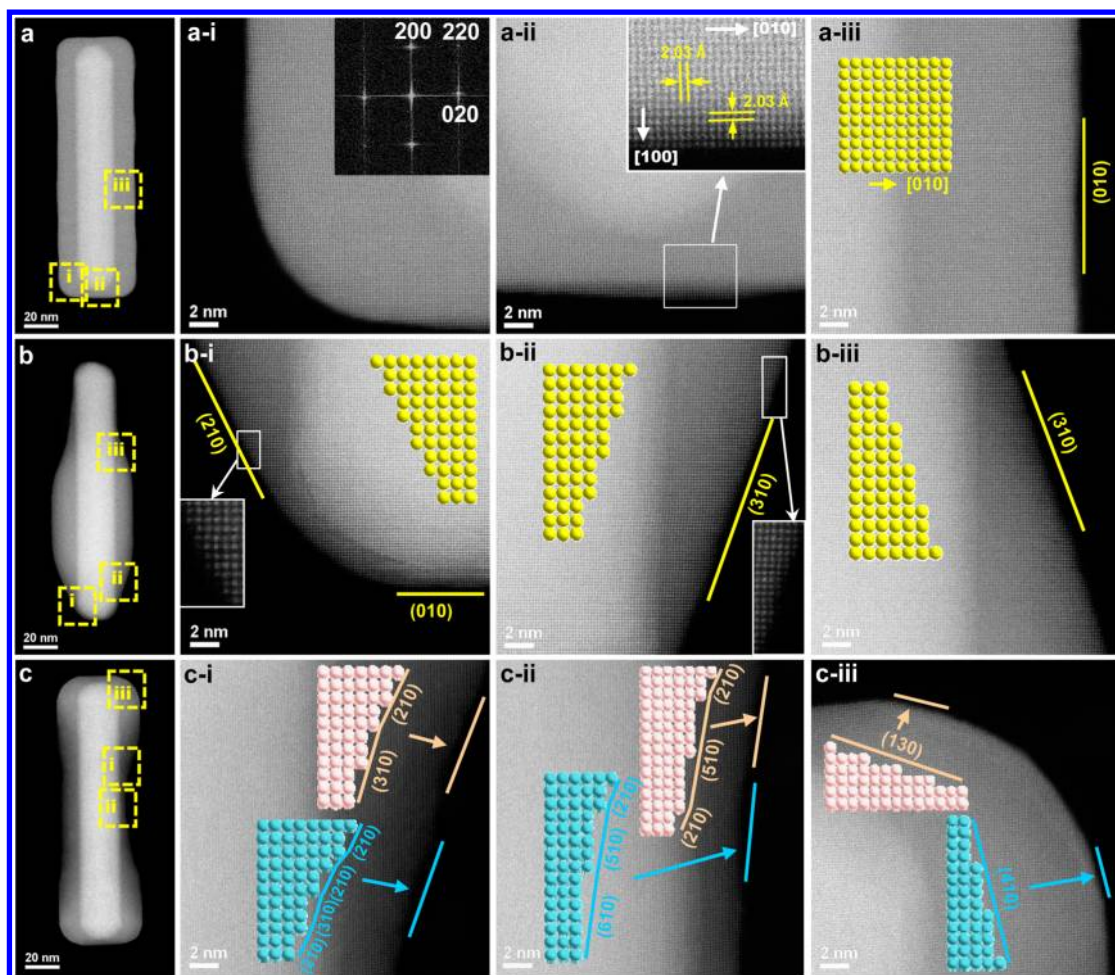 a
iii
i
ii
20 nm
a-i
200 220
020
2 nm
a-ii
[010]
2.03 Å
2.03 Å
[100]
2 nm
a-iii
[010]
(010)
2 nm
b
iii
ii
i
20 nm
b-i
(210)
(010)
2 nm
b-ii
(310)
2 nm
b-iii
(310)
2 nm
c
iii
i
ii
20 nm
c-i
(210)
(310)
(210)
(210)
(310)
(210)
2 nm
c-ii
(210)
(510)
(210)
(210)
(510)
(610)
2 nm
c-iii
(130)
(410)
2 nm